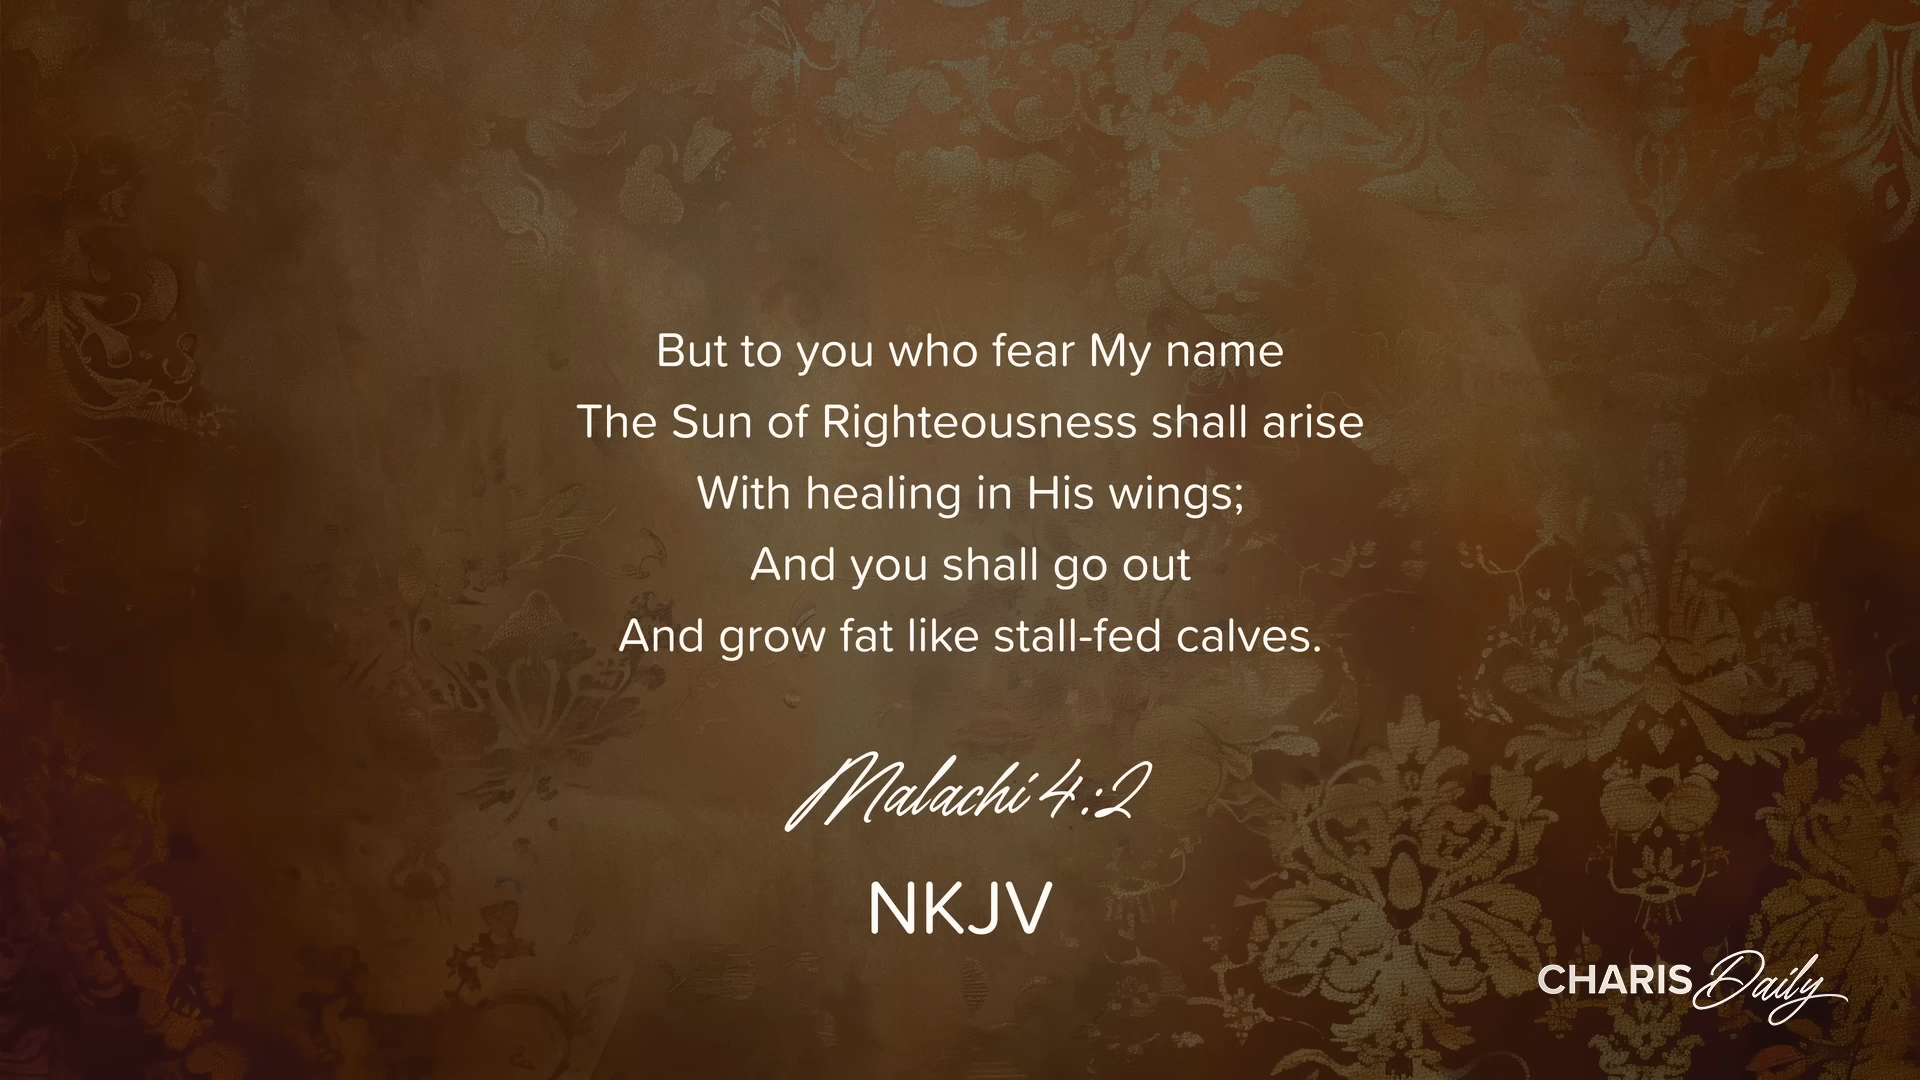 But to you who fear My name
The Sun of Righteousness shall arise
With healing in His wings;
And you shall go out
And grow fat like stall-fed calves.
Malachi 4:2
NKJV
CHARIS Daily